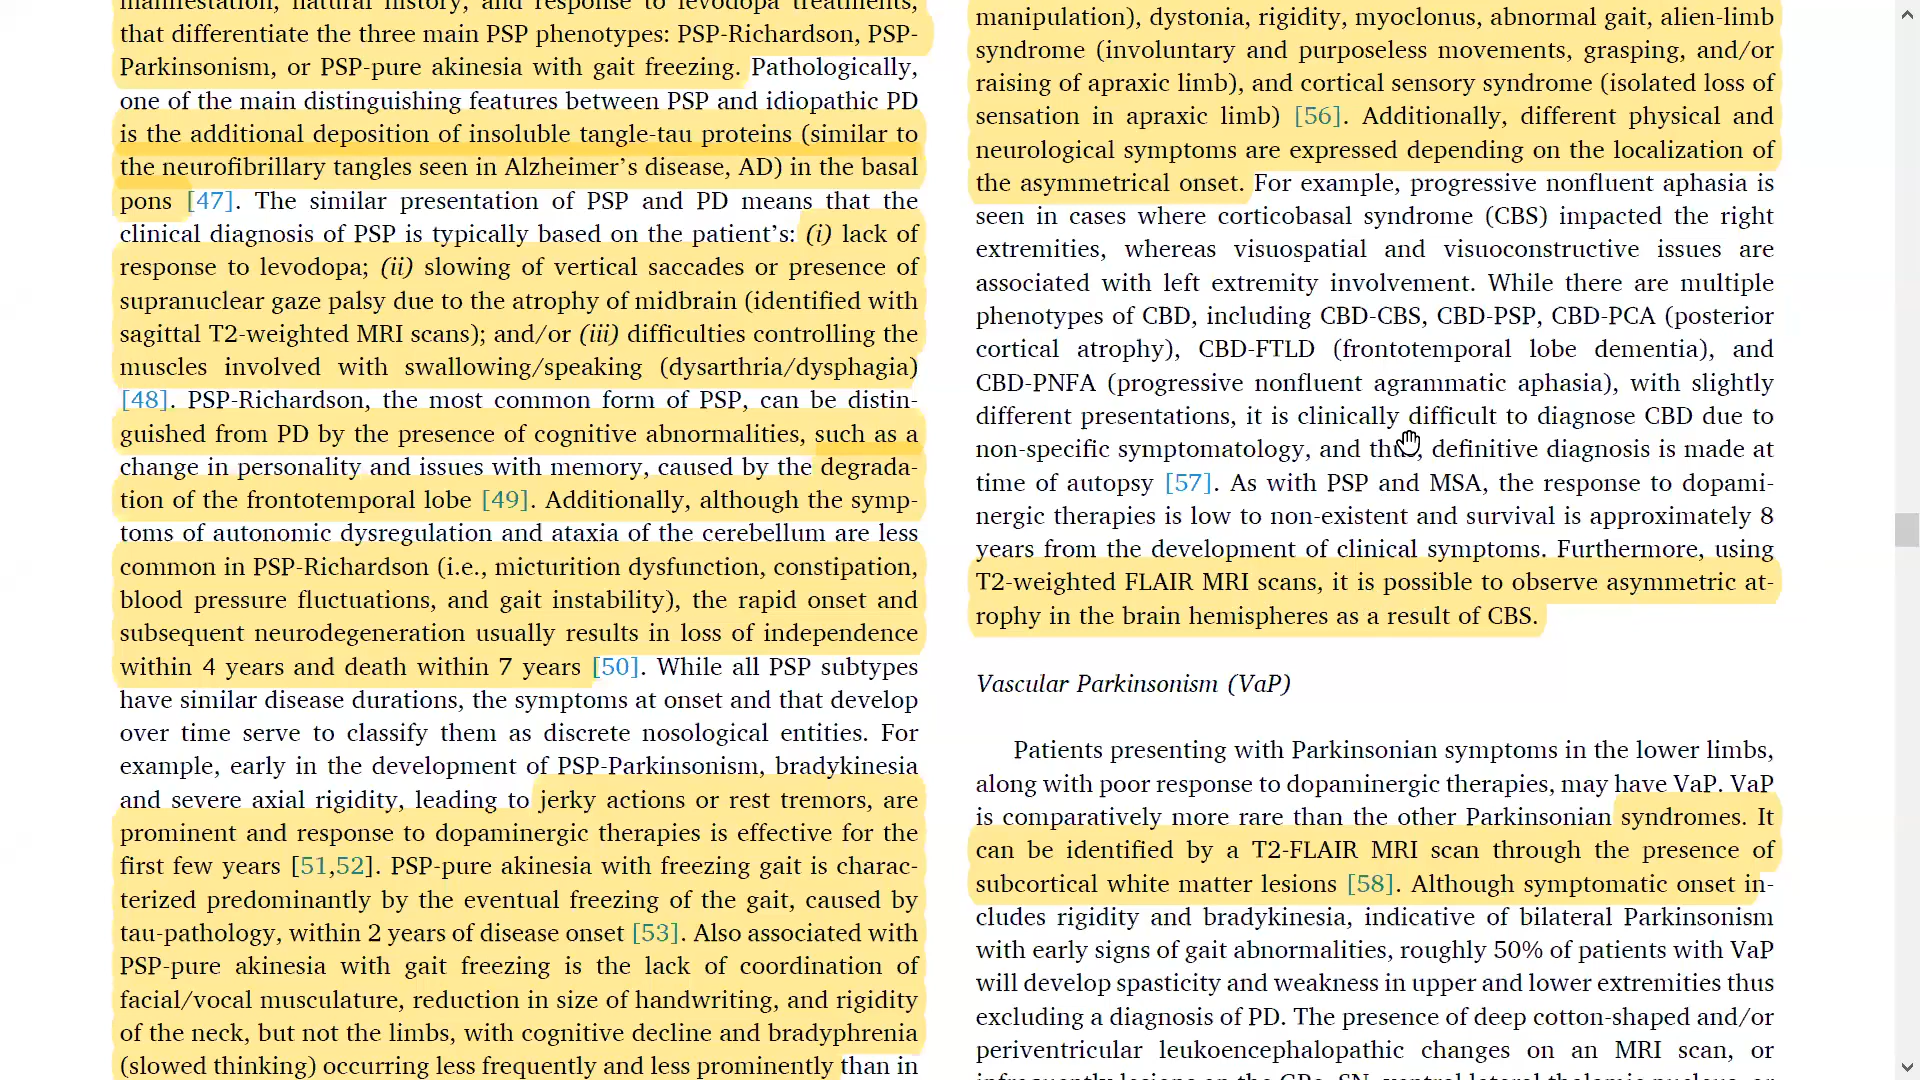 manifestation, natural history, and response to levodopa treatments,
that differentiate the three main PSP phenotypes: PSP-Richardson, PSP-
Parkinsonism, or PSP-pure akinesia with gait freezing. Pathologically,
one of the main distinguishing features between PSP and idiopathic PD
is the additional deposition of insoluble tangle-tau proteins (similar to
the neurofibrillary tangles seen in Alzheimer's disease, AD) in the basal
pons [47]. The similar presentation of PSP and PD means that the
clinical diagnosis of PSP is typically based on the patient's: (i) lack of
response to levodopa; (ii) slowing of vertical saccades or presence of
supranuclear gaze palsy due to the atrophy of midbrain (identified with
sagittal T2-weighted MRI scans); and/or (iii) difficulties controlling the
muscles involved with swallowing/speaking (dysarthria/dysphagia)
[48]. PSP-Richardson, the most common form of PSP, can be distin-
guished from PD by the presence of cognitive abnormalities, such as a
change in personality and issues with memory, caused by the degrada-
tion of the frontotemporal lobe [49]. Additionally, although the symp-
toms of autonomic dysregulation and ataxia of the cerebellum are less
common in PSP-Richardson (i.e., micturition dysfunction, constipation,
blood pressure fluctuations, and gait instability), the rapid onset and
subsequent neurodegeneration usually results in loss of independence
within 4 years and death within 7 years [50]. While all PSP subtypes
have similar disease durations, the symptoms at onset and that develop
over time serve to classify them as discrete nosological entities. For
example, early in the development of PSP-Parkinsonism, bradykinesia
and severe axial rigidity, leading to jerky actions or rest tremors, are
prominent and response to dopaminergic therapies is effective for the
first few years [51,52]. PSP-pure akinesia with freezing gait is charac-
terized predominantly by the eventual freezing of the gait, caused by
tau-pathology, within 2 years of disease onset [53]. Also associated with
PSP-pure akinesia with gait freezing is the lack of coordination of
facial/vocal musculature, reduction in size of handwriting, and rigidity
of the neck, but not the limbs, with cognitive decline and bradyphrenia
(slowed thinking) occurring less frequently and less prominently than in
manipulation), dystonia, rigidity, myoclonus, abnormal gait, alien-limb
syndrome (involuntary and purposeless movements, grasping, and/or
raising of apraxic limb), and cortical sensory syndrome (isolated loss of
sensation in apraxic limb) [56]. Additionally, different physical and
neurological symptoms are expressed depending on the localization of
the asymmetrical onset. For example, progressive nonfluent aphasia is
seen in cases where corticobasal syndrome (CBS) impacted the right
extremities, whereas visuospatial and visuoconstructive issues are
associated with left extremity involvement. While there are multiple
phenotypes of CBD, including CBD-CBS, CBD-PSP, CBD-PCA (posterior
cortical atrophy), CBD-FTLD (frontotemporal lobe dementia), and
CBD-PNFA (progressive nonfluent agrammatic aphasia), with slightly
different presentations, it is clinically difficult to diagnose CBD due to
non-specific symptomatology, and thus, definitive diagnosis is made at
time of autopsy [57]. As with PSP and MSA, the response to dopami-
nergic therapies is low to non-existent and survival is approximately 8
years from the development of clinical symptoms. Furthermore, using
T2-weighted FLAIR MRI scans, it is possible to observe asymmetric at-
rophy in the brain hemispheres as a result of CBS.
Vascular Parkinsonism (VaP)
Patients presenting with Parkinsonian symptoms in the lower limbs,
along with poor response to dopaminergic therapies, may have VaP. VaP
is comparatively more rare than the other Parkinsonian syndromes. It
can be identified by a T2-FLAIR MRI scan through the presence of
subcortical white matter lesions [58]. Although symptomatic onset in-
cludes rigidity and bradykinesia, indicative of bilateral Parkinsonism
with early signs of gait abnormalities, roughly 50% of patients with VaP
will develop spasticity and weakness in upper and lower extremities thus
excluding a diagnosis of PD. The presence of deep cotton-shaped and/or
periventricular leukoencephalopathic changes on an MRI scan, or